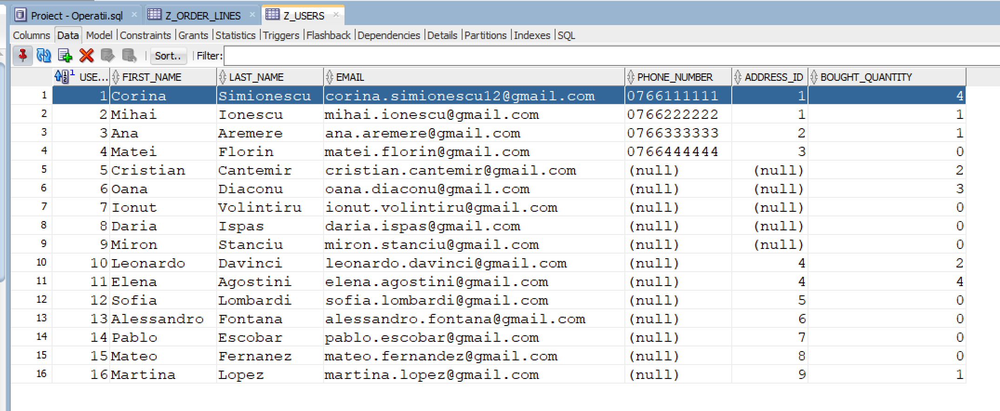 Proiect - Operatii.sql × Z_ORDER_LINES × Z_USERS ×
Columns Data Model Constraints Grants Statistics Triggers Flashback Dependencies Details Partitions Indexes SQL
Sort.. Filter:
1 USE... FIRST_NAME LAST_NAME EMAIL PHONE_NUMBER ADDRESS_ID BOUGHT_QUANTITY
1 1 Corina Simionescu corina.simionescu12@gmail.com 0766111111 1 4
2 2 Mihai Ionescu mihai.ionescu@gmail.com 0766222222 1 1
3 3 Ana Aremere ana.aremere@gmail.com 0766333333 2 1
4 4 Matei Florin matei.florin@gmail.com 0766444444 3 0
5 5 Cristian Cantemir cristian.cantemir@gmail.com (null) (null) 2
6 6 Oana Diaconu oana.diaconu@gmail.com (null) (null) 3
7 7 Ionut Volintiru ionut.volintiru@gmail.com (null) (null) 0
8 8 Daria Ispas daria.ispas@gmail.com (null) (null) 0
9 9 Miron Stanciu miron.stanciu@gmail.com (null) (null) 0
10 10 Leonardo Davinci leonardo.davinci@gmail.com (null) 4 2
11 11 Elena Agostini elena.agostini@gmail.com (null) 4 4
12 12 Sofia Lombardi sofia.lombardi@gmail.com (null) 5 0
13 13 Alessandro Fontana alessandro.fontana@gmail.com (null) 6 0
14 14 Pablo Escobar pablo.escobar@gmail.com (null) 7 0
15 15 Mateo Fernanez mateo.fernandez@gmail.com (null) 8 0
16 16 Martina Lopez martina.lopez@gmail.com (null) 9 1